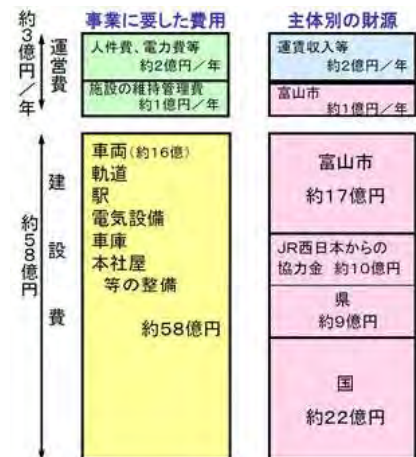 事業に要した費用
主体別の財源
約3億円／年
運営費
人件費、電力費等
約2億円／年
施設の維持管理費
約1億円／年
運賃収入等
約2億円／年
富山市
約1億円／年
約58億円
建設費
車両(約16億)
軌道
駅
電気設備
車庫
本社屋
等の整備
約58億円
富山市
約17億円
JR西日本からの
協力金 約10億円
県
約9億円
国
約22億円